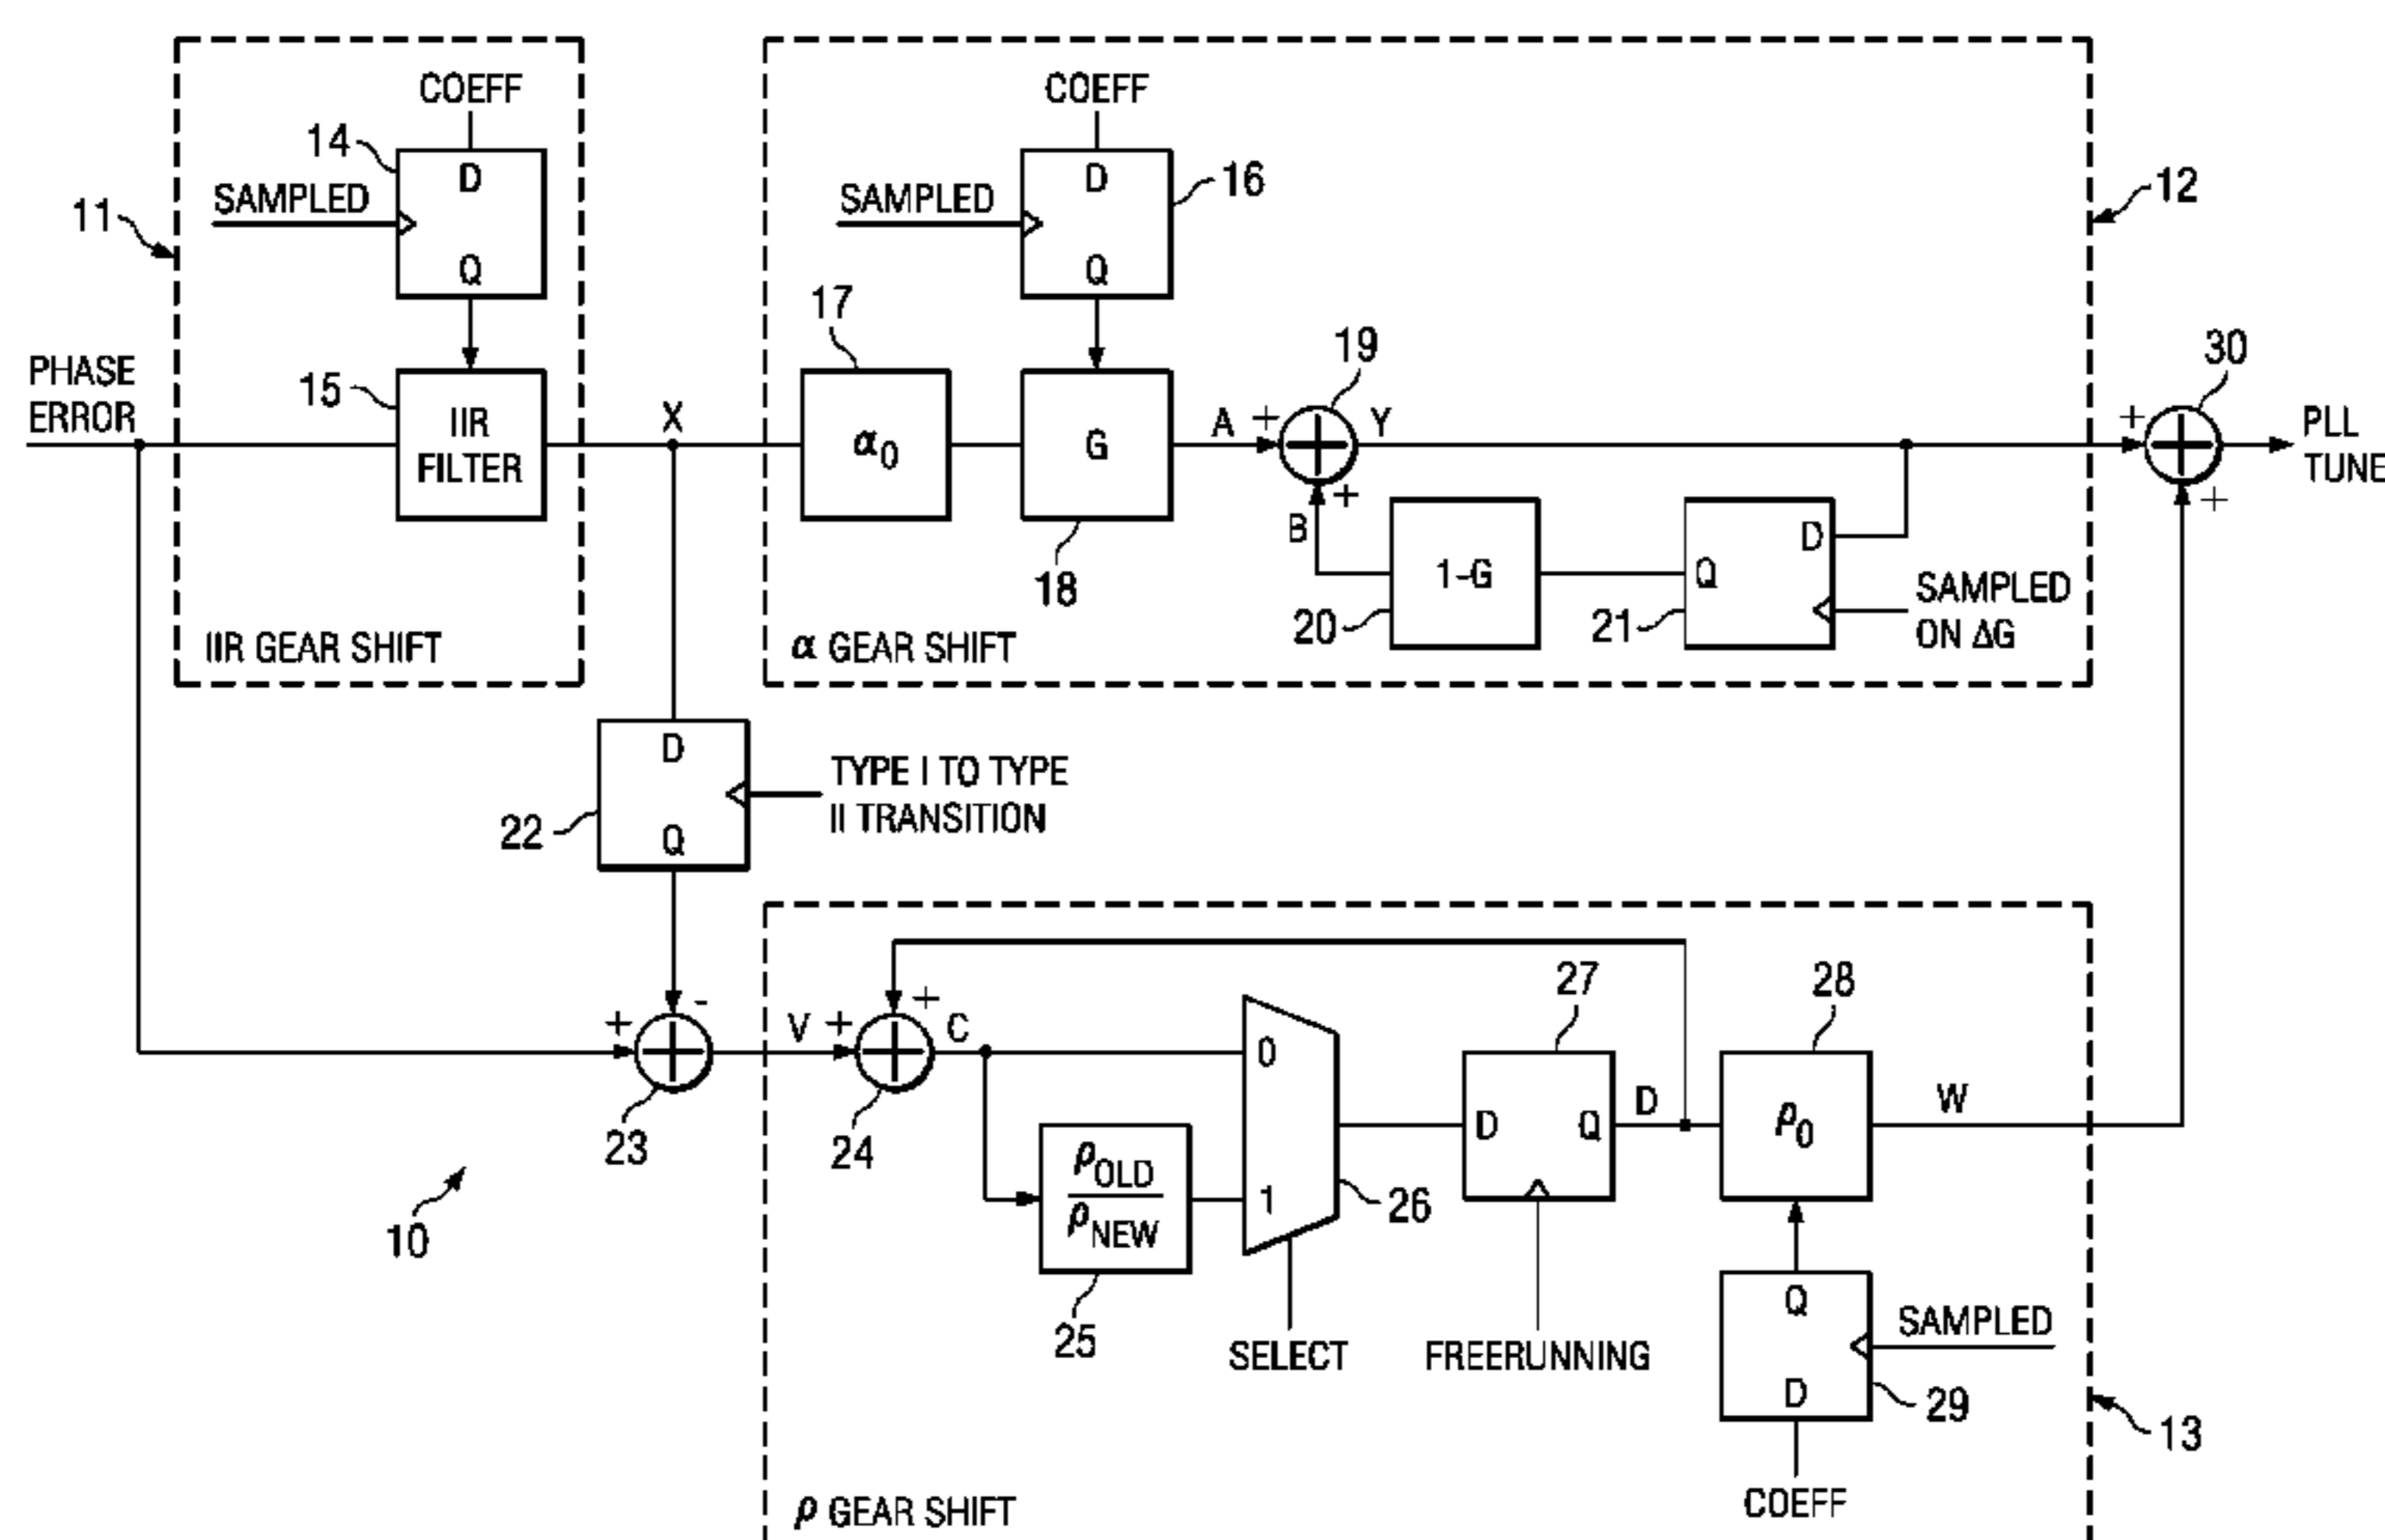 COEFF
COEFF
14
D
D
16
SAMPLED
SAMPLED
12
11
Q
Q
17
19
30
PHASE
ERROR
15
IIR
FILTER
X
α0
G
A
+
Y
+
PLL
TUNE
+
+
B
18
1-G
D
Q
20
21
SAMPLED
ON ΔG
IIR GEAR SHIFT
α GEAR SHIFT
D
TYPE I TO TYPE
II TRANSITION
22
Q
-
+
27
28
+
V
+
C
0
23
24
D
Q
D
ρ0
W
ρOLD
ρNEW
1
26
10
25
SELECT
FREERUNNING
Q
SAMPLED
D
29
13
COEFF
ρ GEAR SHIFT